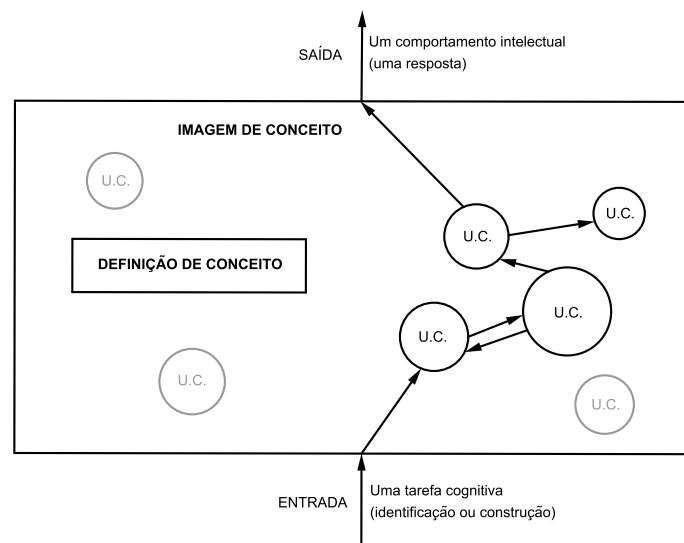 SAÍDA
Um comportamento intelectual
(uma resposta)
IMAGEM DE CONCEITO
U.C.
U.C.
U.C.
DEFINIÇÃO DE CONCEITO
U.C.
U.C.
U.C.
U.C.
ENTRADA
Uma tarefa cognitiva
(identificação ou construção)